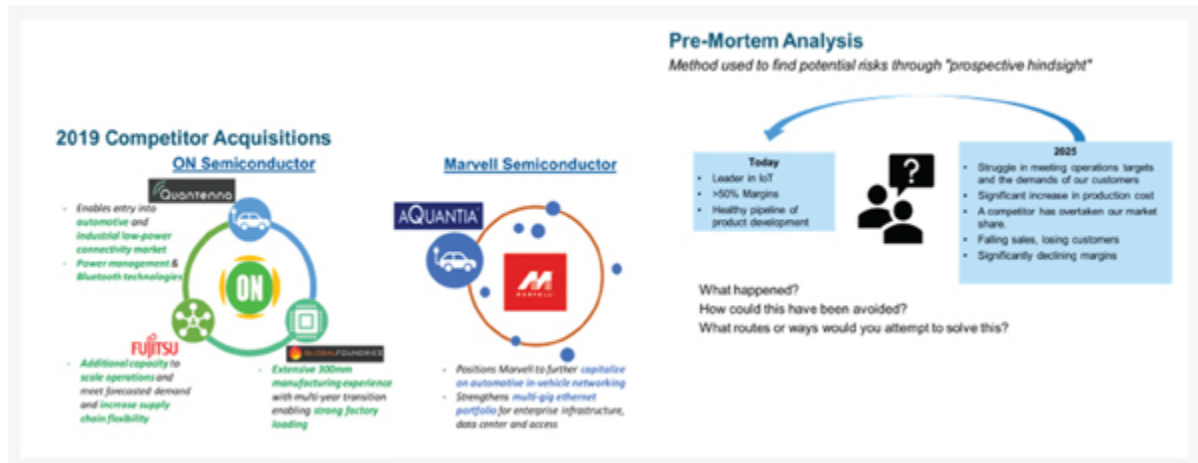 2019 Competitor Acquisitions
ON Semiconductor
Quantenna
- Enables entry into
automotive and
industrial low-power
connectivity market
- Power management &
Bluetooth technologies
ON
FUJITSU
- Additional capacity to
scale operations and
meet forecasted demand
and increase supply
chain flexibility
GLOBALFOUNDRIES
- Extensive 300mm
manufacturing experience
with multi-year transition
enabling strong factory
loading
Marvell Semiconductor
AQUANTIA
MARVELL
- Positions Marvell to further capitalize
on automotive in-vehicle networking
- Strengthens multi-gig ethernet
portfolio for enterprise infrastructure,
data center and access
Pre-Mortem Analysis
Method used to find potential risks through "prospective hindsight"
Today
• Leader in IoT
• >50% Margins
• Healthy pipeline of
product development
?
2025
• Struggle in meeting operations targets
and the demands of our customers
• Significant increase in production cost
• A competitor has overtaken our market
share.
• Falling sales, losing customers
• Significantly declining margins
What happened?
How could this have been avoided?
What routes or ways would you attempt to solve this?